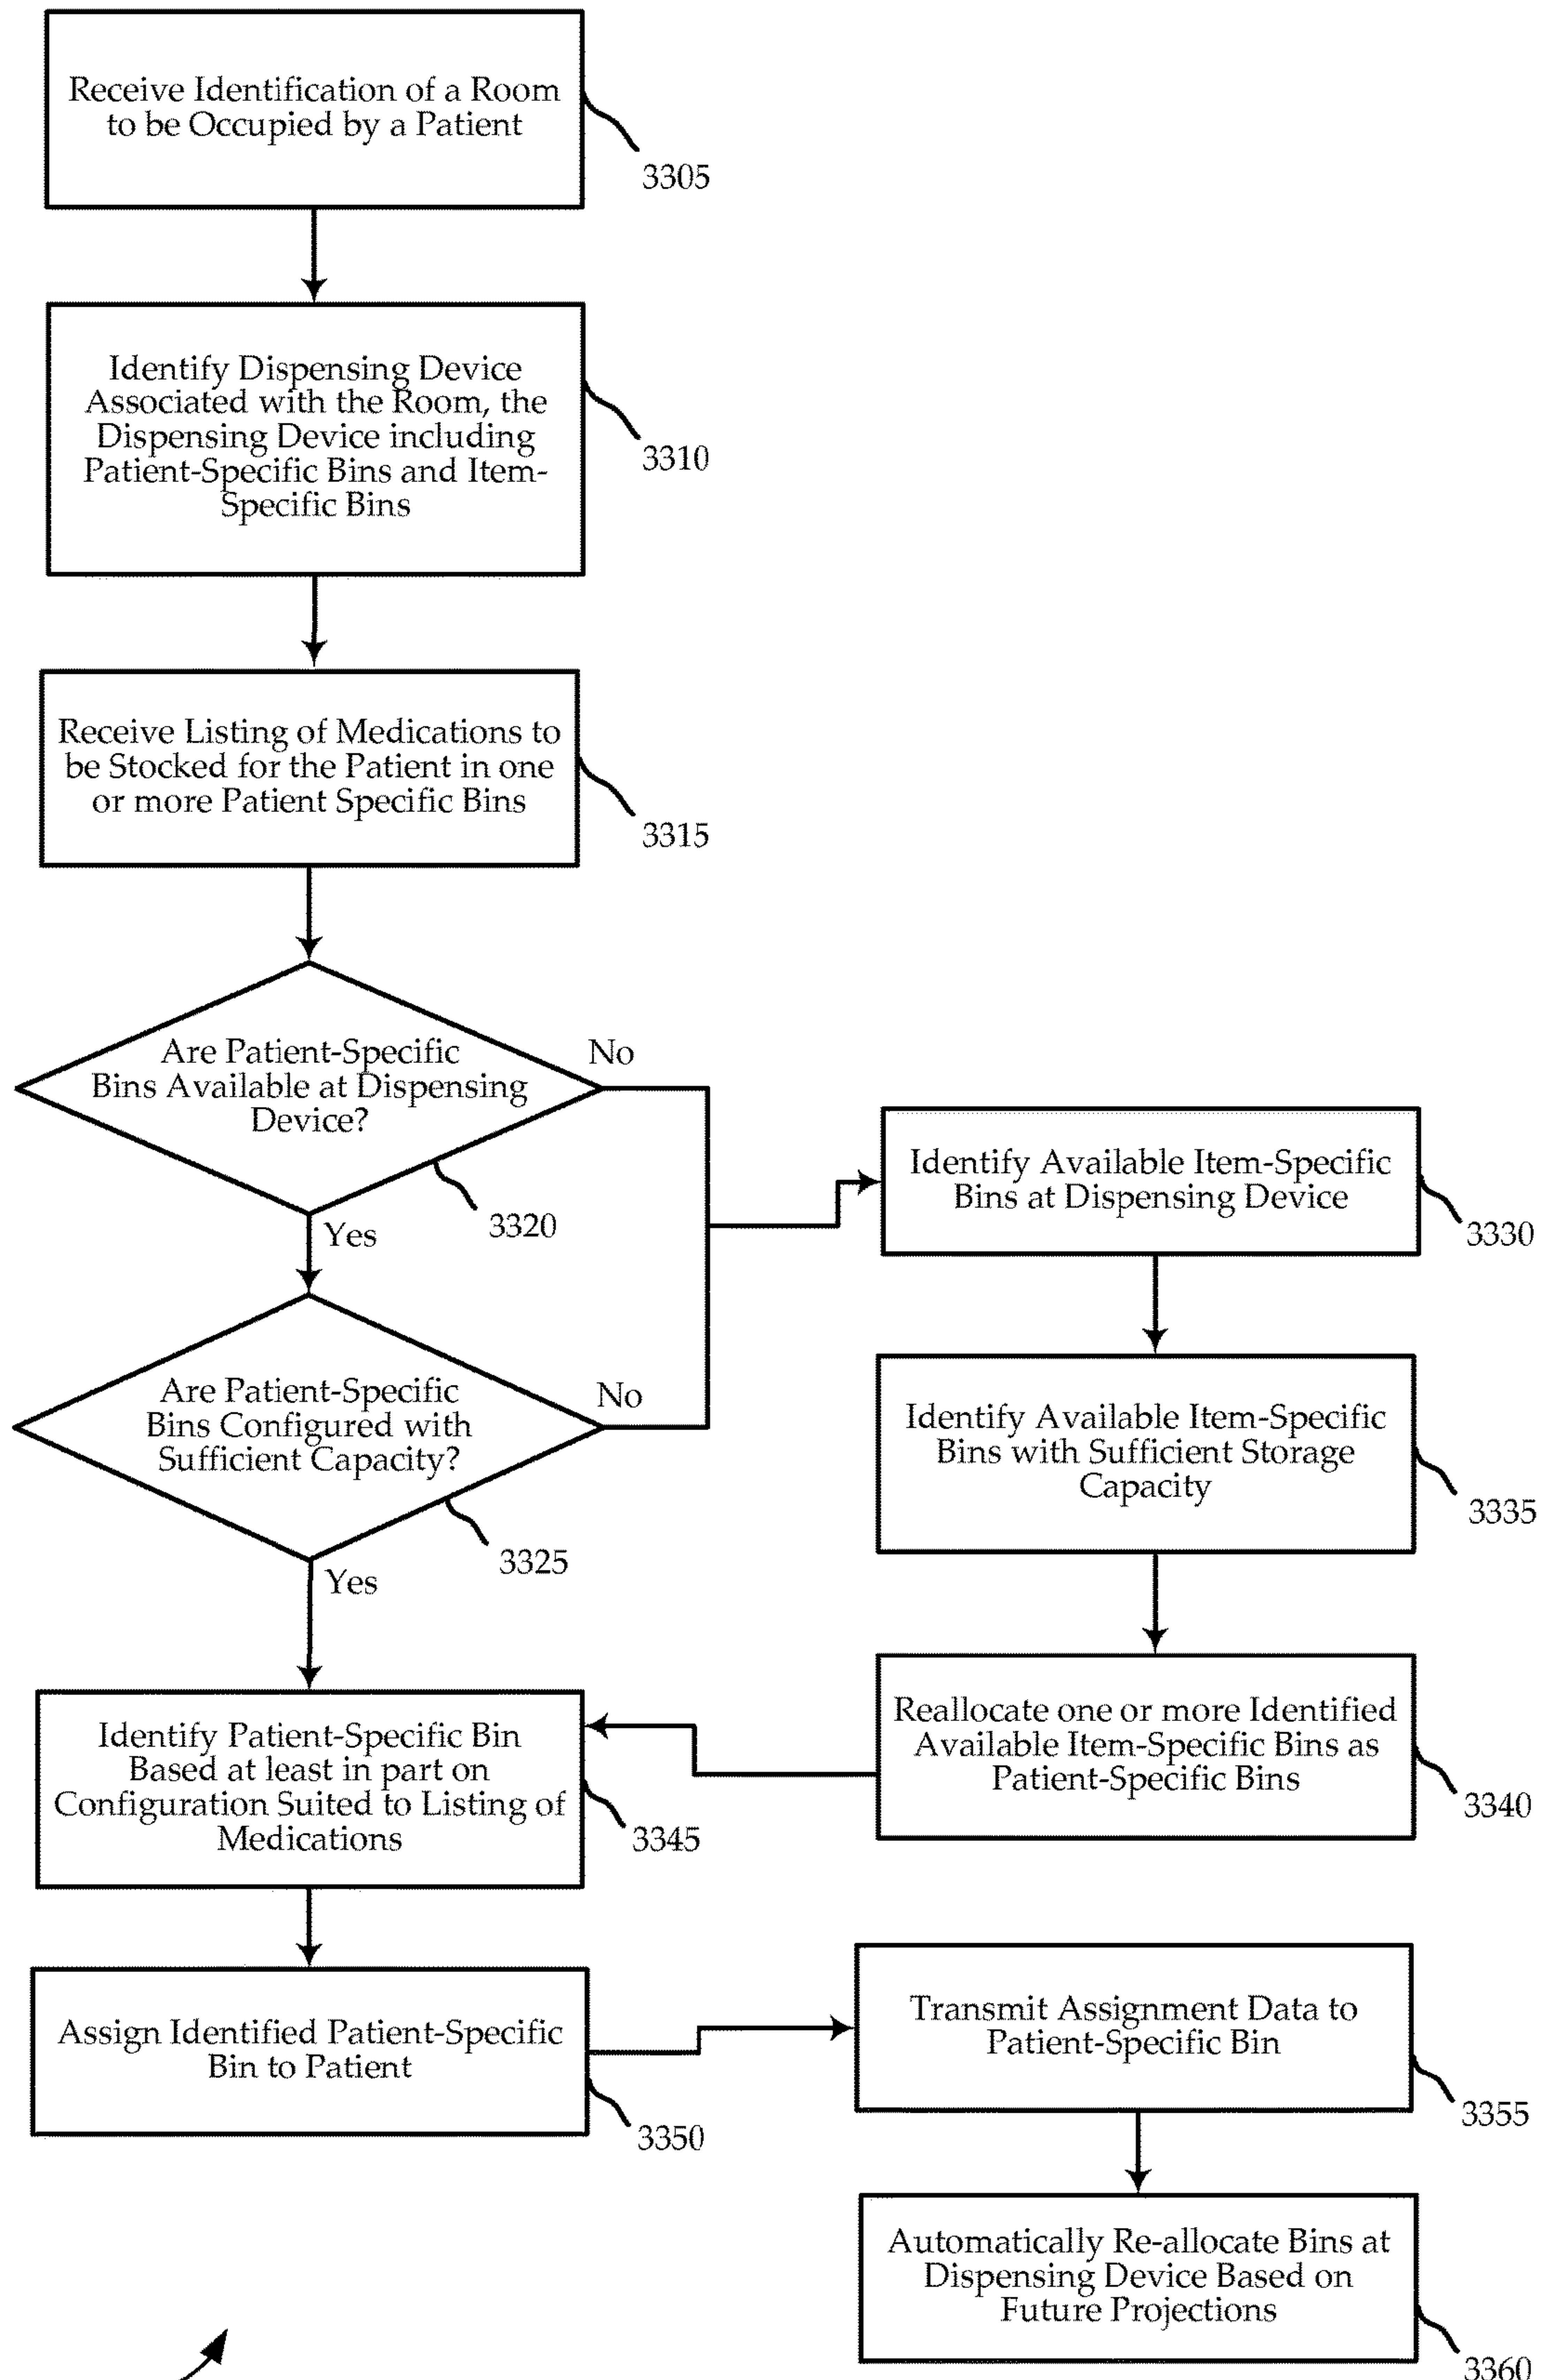 Receive Identification of a Room
to be Occupied by a Patient
3305
Identify Dispensing Device
Associated with the Room, the
Dispensing Device including
Patient-Specific Bins and Item-
Specific Bins
3310
Receive Listing of Medications to
be Stocked for the Patient in one
or more Patient Specific Bins
3315
Are Patient-Specific
Bins Available at Dispensing
Device?
No
3320
Yes
Are Patient-Specific
Bins Configured with
Sufficient Capacity?
No
3325
Yes
Identify Available Item-Specific
Bins at Dispensing Device
3330
Identify Available Item-Specific
Bins with Sufficient Storage
Capacity
3335
Reallocate one or more Identified
Available Item-Specific Bins as
Patient-Specific Bins
3340
Identify Patient-Specific Bin
Based at least in part on
Configuration Suited to Listing of
Medications
3345
Assign Identified Patient-Specific
Bin to Patient
3350
Transmit Assignment Data to
Patient-Specific Bin
3355
Automatically Re-allocate Bins at
Dispensing Device Based on
Future Projections
3360